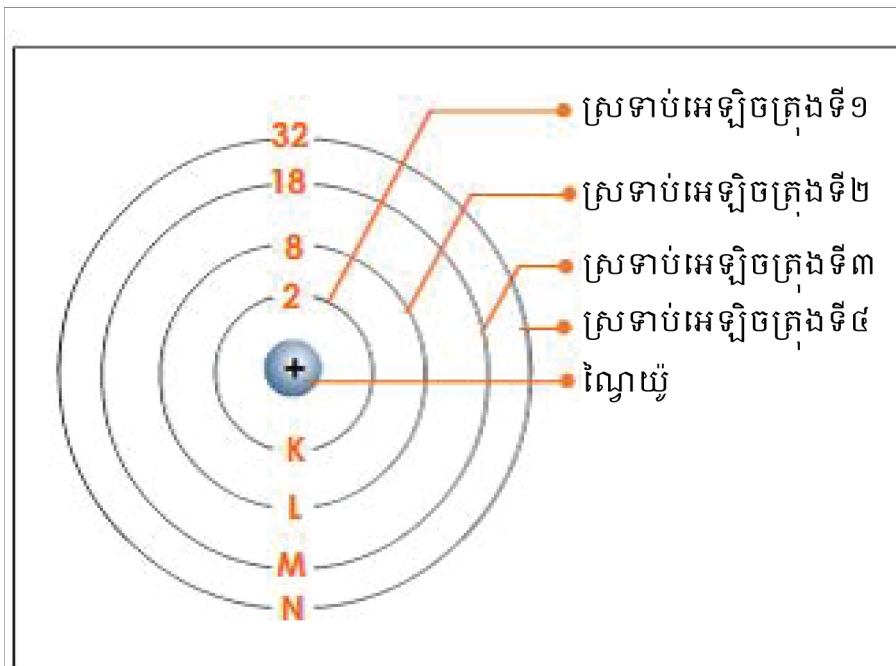 ស្រទាប់អេឡិចត្រុងទី១
32
18
ស្រទាប់អេឡិចត្រុងទី២
8
ស្រទាប់អេឡិចត្រុងទី៣
2
ស្រទាប់អេឡិចត្រុងទី៤
+
ណ្វៃយ៉ូ
K
L
M
N